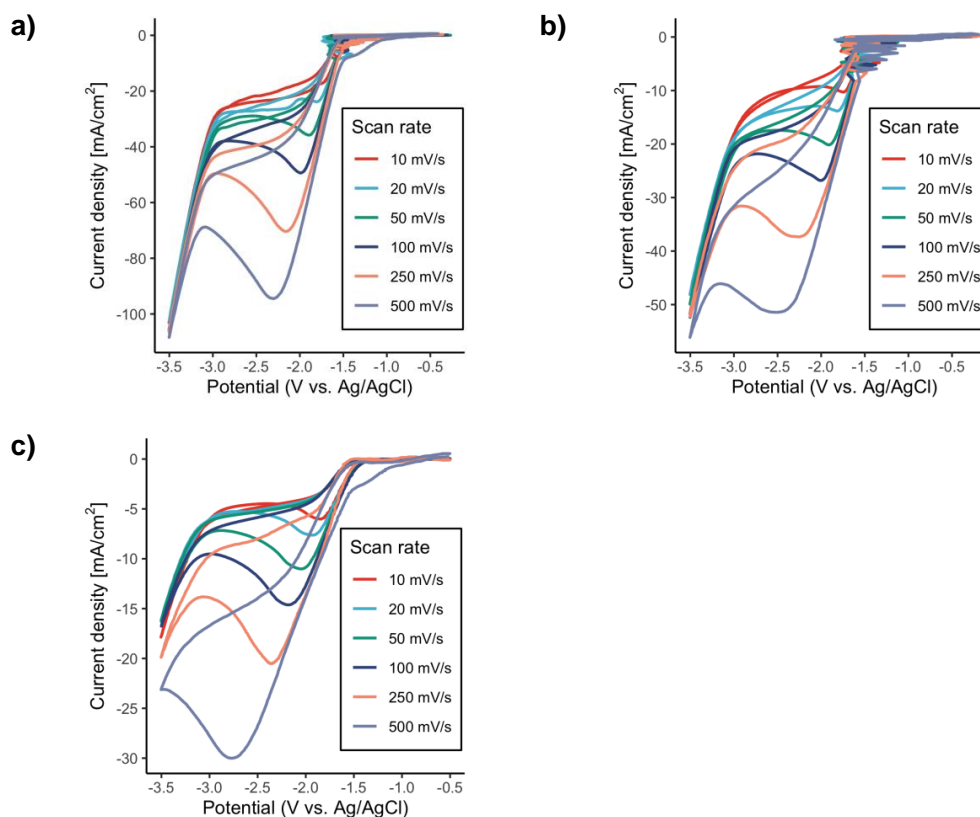 a)
0
-20
-40
-60
-80
-100
Current density [mA/cm²]
-3.5 -3.0 -2.5 -2.0 -1.5 -1.0 -0.5
Potential (V vs. Ag/AgCl)
Scan rate
10 mV/s
20 mV/s
50 mV/s
100 mV/s
250 mV/s
500 mV/s
b)
0
-10
-20
-30
-40
-50
Current density [mA/cm²]
-3.5 -3.0 -2.5 -2.0 -1.5 -1.0 -0.5
Potential (V vs. Ag/AgCl)
Scan rate
10 mV/s
20 mV/s
50 mV/s
100 mV/s
250 mV/s
500 mV/s
c)
0
-5
-10
-15
-20
-25
-30
Current density [mA/cm²]
-3.5 -3.0 -2.5 -2.0 -1.5 -1.0 -0.5
Potential (V vs. Ag/AgCl)
Scan rate
10 mV/s
20 mV/s
50 mV/s
100 mV/s
250 mV/s
500 mV/s